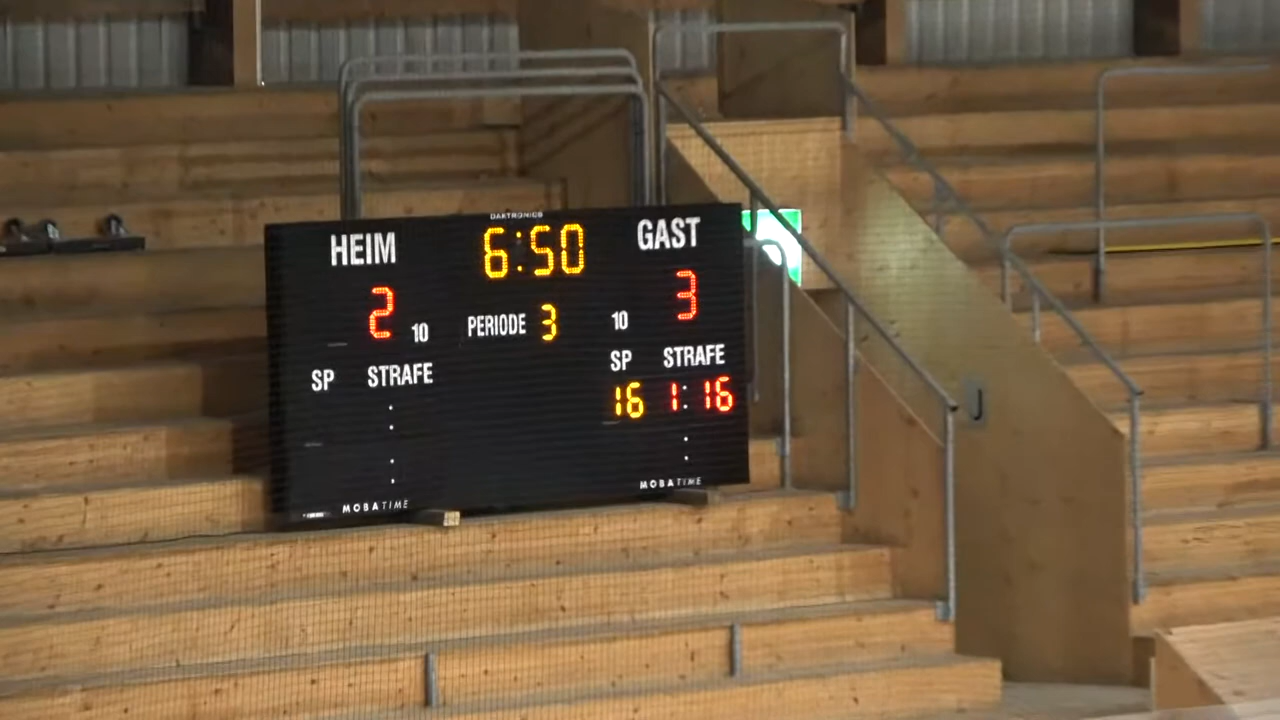 DAKTRONICS
HEIM 6:50 GAST
2 10 PERIODE 3 10 3
SP STRAFE SP STRAFE
: 16 1:16
: :
MOBATIME MOBATIME